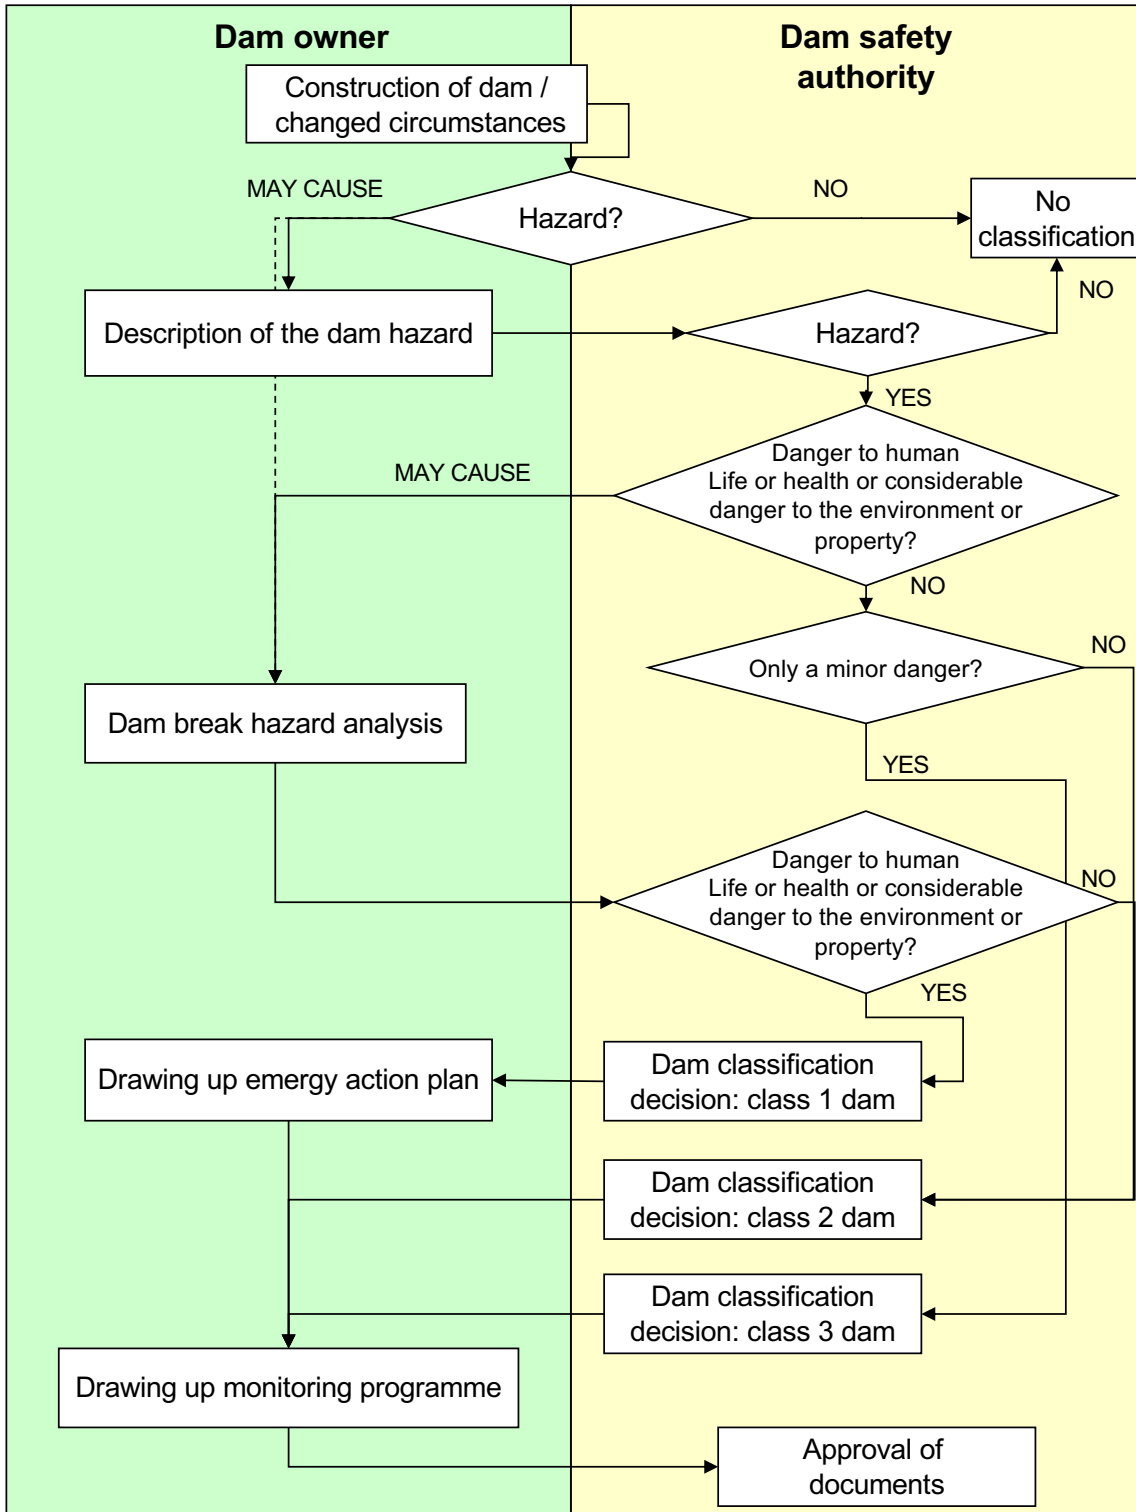 Dam owner
Dam safety
authority
Construction of dam /
changed circumstances
MAY CAUSE
Hazard?
NO
No
classification
NO
Description of the dam hazard
Hazard?
YES
Danger to human
Life or health or considerable
danger to the environment or
property?
MAY CAUSE
NO
Only a minor danger?
NO
Dam break hazard analysis
YES
Danger to human
Life or health or considerable
danger to the environment or
property?
NO
YES
Drawing up emergy action plan
Dam classification
decision: class 1 dam
Dam classification
decision: class 2 dam
Dam classification
decision: class 3 dam
Drawing up monitoring programme
Approval of
documents